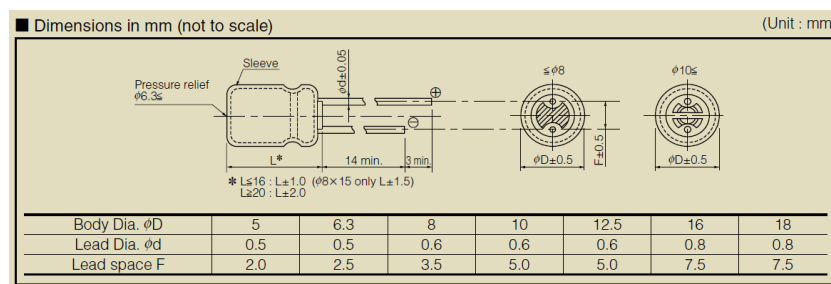 ■ Dimensions in mm (not to scale)
(Unit : mm
Sleeve
Pressure relief
φ6.3≦
φd±0.05
⊕
⊖
≦φ8
φ10≦
F±0.5
φD±0.5
φD±0.5
L*
14 min.
3 min.
* L≦16 : L±1.0 (φ8×15 only L±1.5)
L≧20 : L±2.0
Body Dia. φD 5 6.3 8 10 12.5 16 18
Lead Dia. φd 0.5 0.5 0.6 0.6 0.6 0.8 0.8
Lead space F 2.0 2.5 3.5 5.0 5.0 7.5 7.5